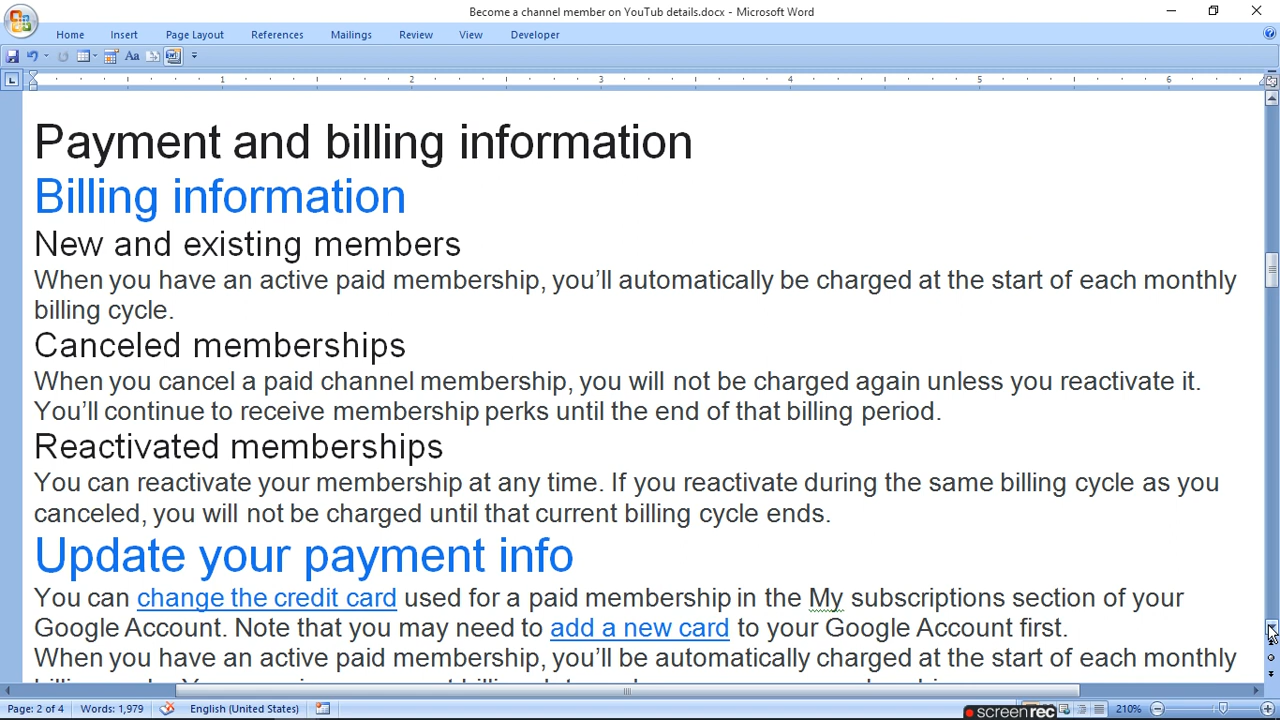 Become a channel member on YouTub details.docx - Microsoft Word
Home Insert Page Layout References Mailings Review View Developer
Aa
1 2 3 4 5 6
Payment and billing information
Billing information
New and existing members
When you have an active paid membership, you’ll automatically be charged at the start of each monthly
billing cycle.
Canceled memberships
When you cancel a paid channel membership, you will not be charged again unless you reactivate it.
You’ll continue to receive membership perks until the end of that billing period.
Reactivated memberships
You can reactivate your membership at any time. If you reactivate during the same billing cycle as you
canceled, you will not be charged until that current billing cycle ends.
Update your payment info
You can change the credit card used for a paid membership in the My subscriptions section of your
Google Account. Note that you may need to add a new card to your Google Account first.
When you have an active paid membership, you’ll be automatically charged at the start of each monthly
Page: 2 of 4 Words: 1,979 English (United States) 210%
screenrec